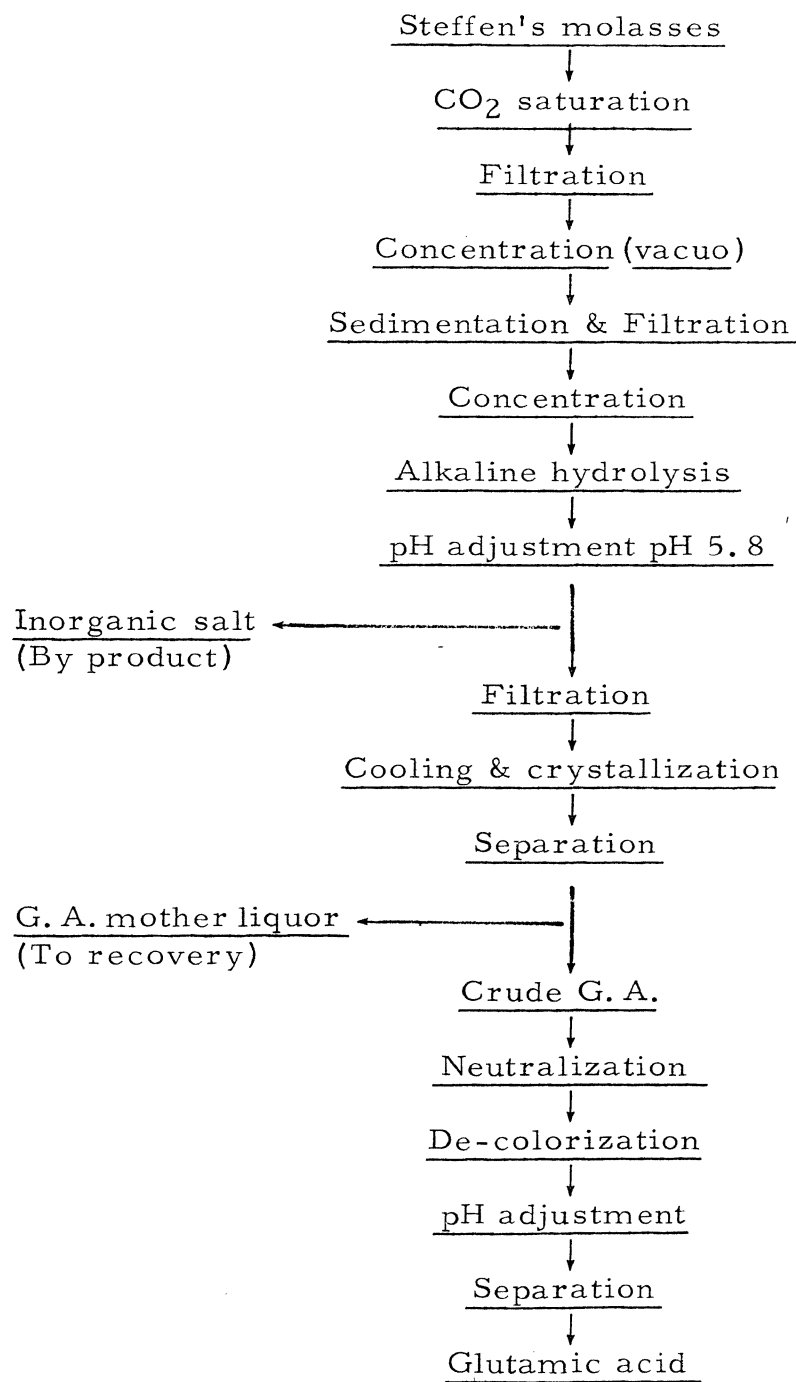 Steffen's molasses
CO2 saturation
Filtration
Concentration (vacuo)
Sedimentation & Filtration
Concentration
Alkaline hydrolysis
pH adjustment pH 5.8
Inorganic salt
(By product)
Filtration
Cooling & crystallization
Separation
G. A. mother liquor
(To recovery)
Crude G. A.
Neutralization
De-colorization
pH adjustment
Separation
Glutamic acid